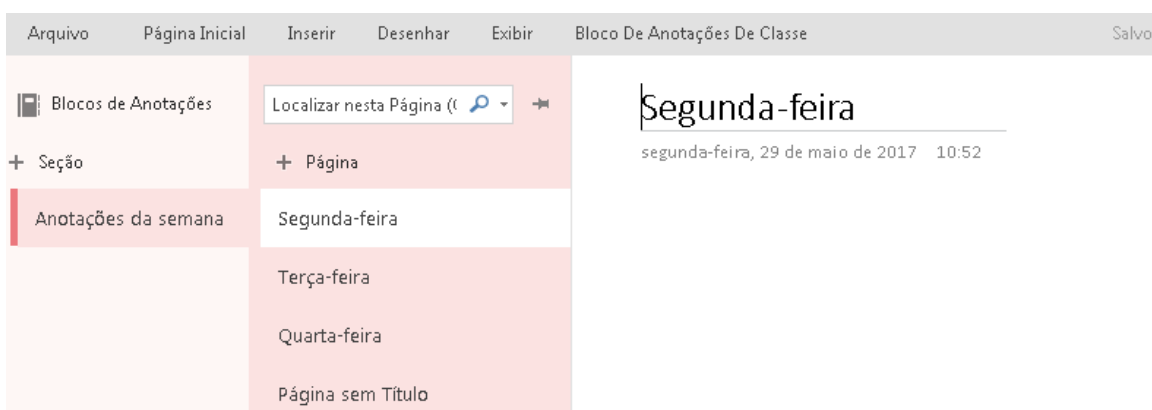 Arquivo Página Inicial Inserir Desenhar Exibir Bloco De Anotações De Classe Salvo
Blocos de Anotações
Localizar nesta Página (
+ Seção
+ Página
Anotações da semana
Segunda-feira
Terça-feira
Quarta-feira
Página sem Título
Segunda-feira
segunda-feira, 29 de maio de 2017 10:52